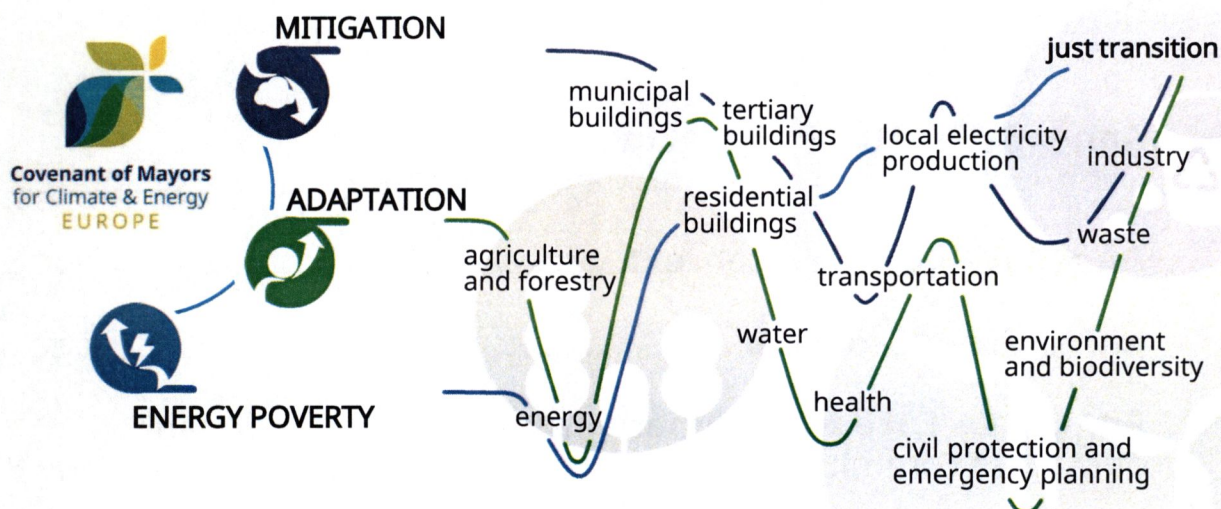 MITIGATION
just transition
municipal
buildings
tertiary
buildings
local electricity
production
industry
Covenant of Mayors
for Climate & Energy
EUROPE
ADAPTATION
residential
buildings
waste
agriculture
and forestry
transportation
water
environment
and biodiversity
health
energy
ENERGY POVERTY
civil protection and
emergency planning